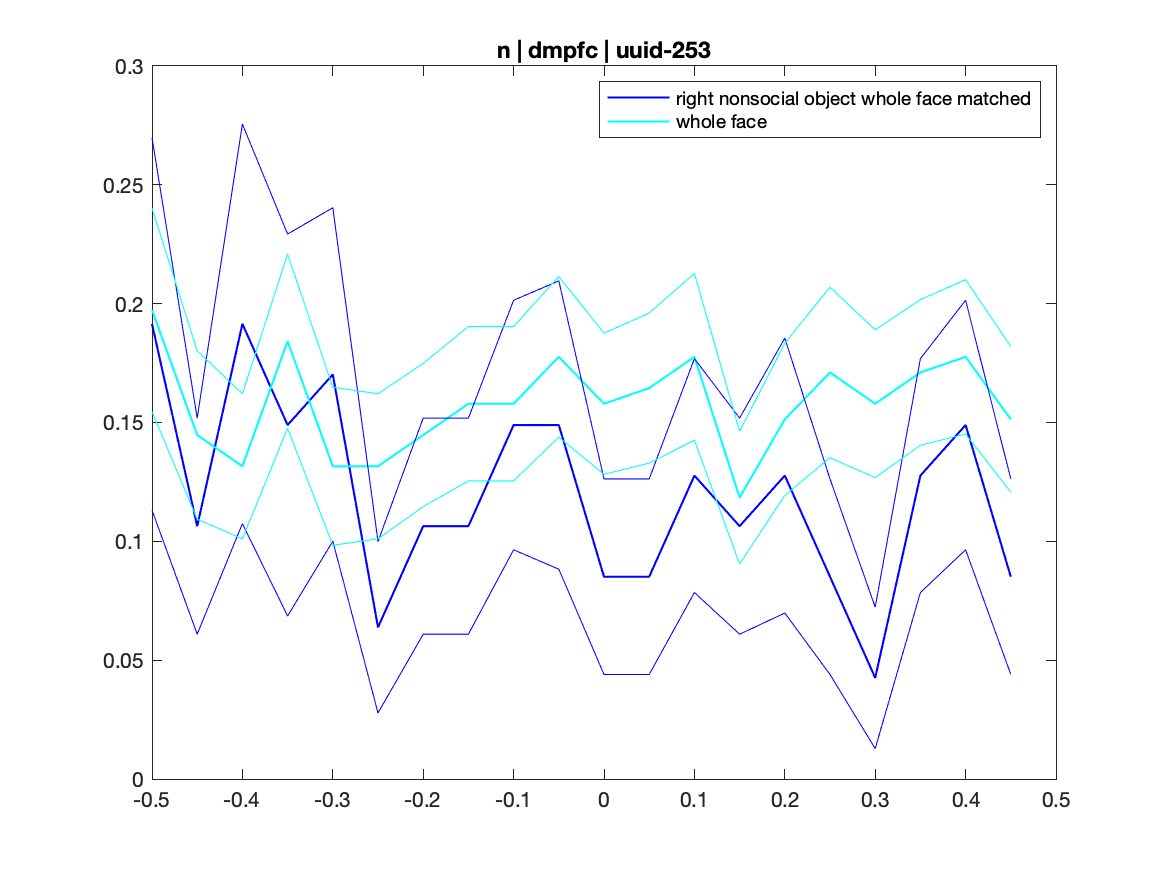 n | dmpfc | uuid-253
0.3
right nonsocial object whole face matched
whole face
0.25
0.2
0.15
0.1
0.05
0
-0.5 -0.4 -0.3 -0.2 -0.1 0 0.1 0.2 0.3 0.4 0.5